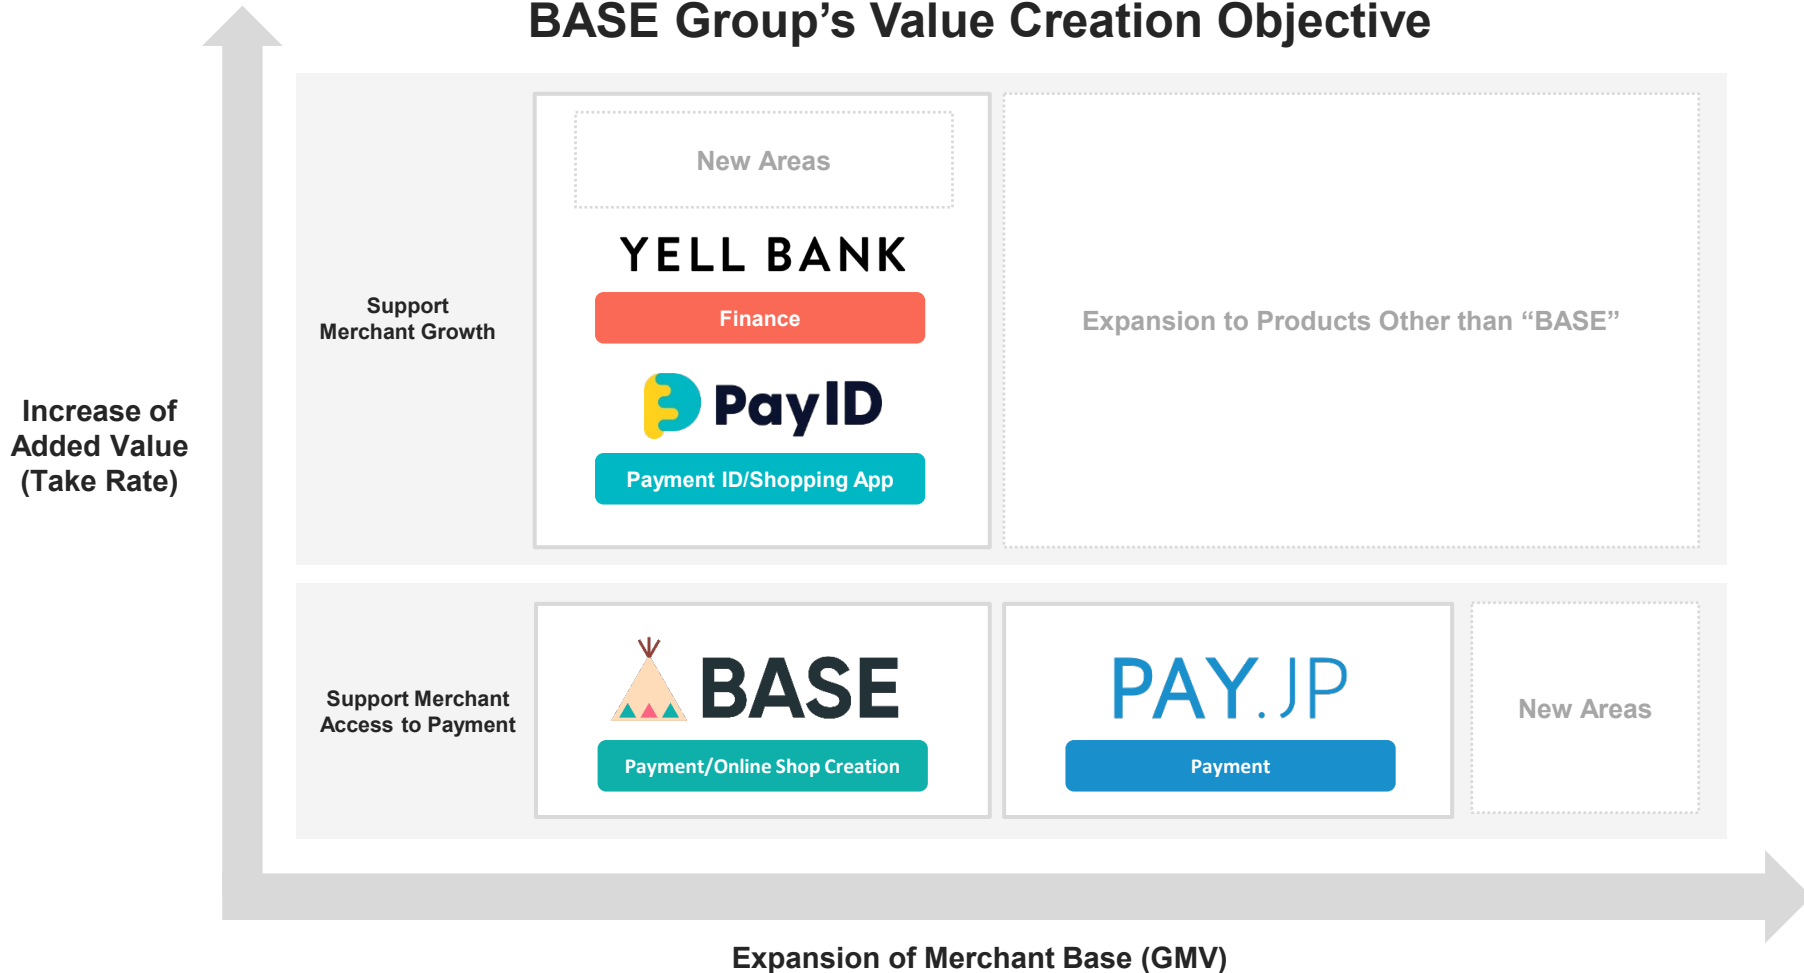 BASE Group’s Value Creation Objective
New Areas
YELL BANK
Finance
Support
Merchant Growth
Expansion to Products Other than “BASE”
PayID
Payment ID/Shopping App
Increase of
Added Value
(Take Rate)
Support Merchant
Access to Payment
BASE
Payment/Online Shop Creation
PAY.JP
Payment
New Areas
Expansion of Merchant Base (GMV)